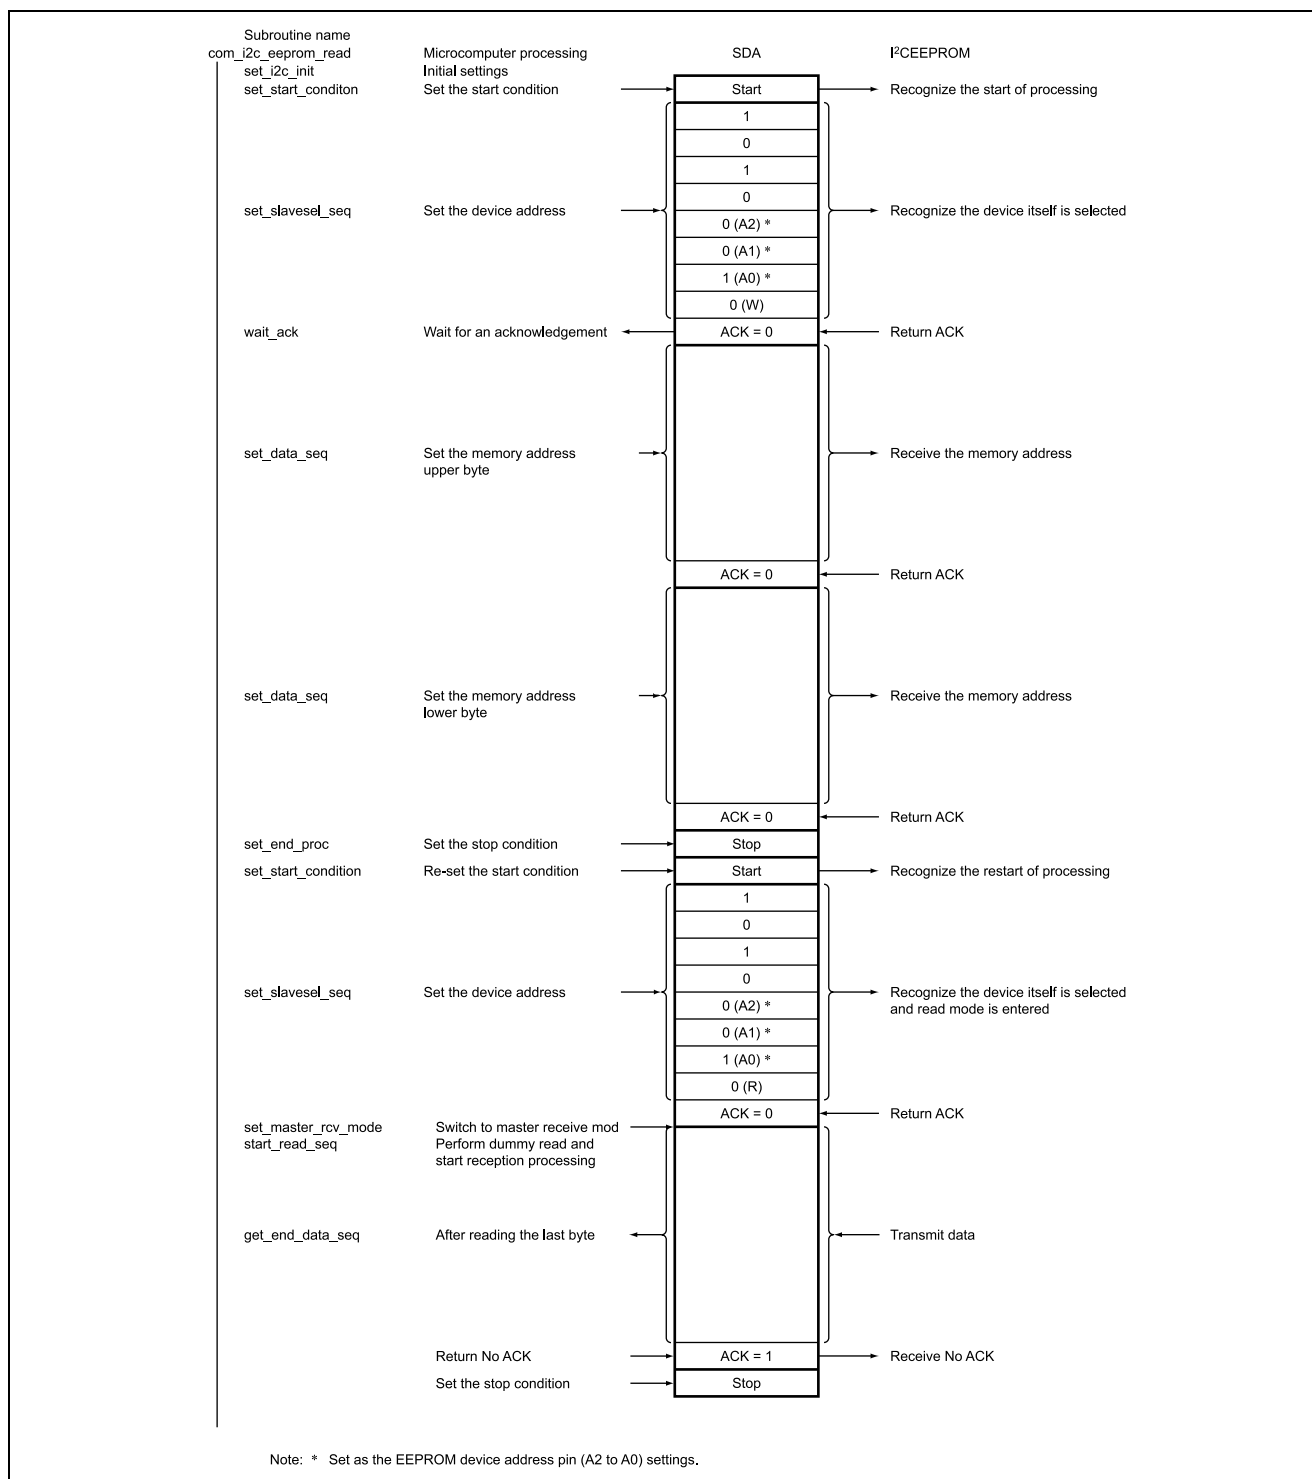 Subroutine name
com_i2c_eeprom_read Microcomputer processing SDA I²CEEPROM
set_i2c_init Initial settings
set_start_conditon Set the start condition Start Recognize the start of processing
1
0
1
0
set_slavesel_seq Set the device address Recognize the device itself is selected
0 (A2) *
0 (A1) *
1 (A0) *
0 (W)
wait_ack Wait for an acknowledgement ACK = 0 Return ACK
set_data_seq Set the memory address Receive the memory address
upper byte
ACK = 0 Return ACK
set_data_seq Set the memory address Receive the memory address
lower byte
ACK = 0 Return ACK
set_end_proc Set the stop condition Stop
set_start_condition Re-set the start condition Start Recognize the restart of processing
1
0
1
0
set_slavesel_seq Set the device address Recognize the device itself is selected
0 (A2) * and read mode is entered
0 (A1) *
1 (A0) *
0 (R)
ACK = 0 Return ACK
set_master_rcv_mode Switch to master receive mod
start_read_seq Perform dummy read and
start reception processing
get_end_data_seq After reading the last byte Transmit data
Return No ACK ACK = 1 Receive No ACK
Set the stop condition Stop
Note: * Set as the EEPROM device address pin (A2 to A0) settings.